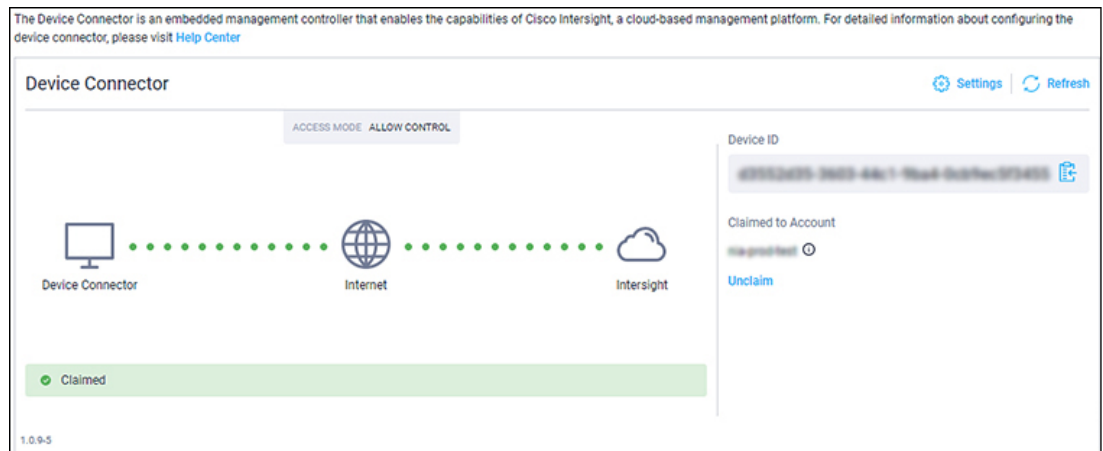 The Device Connector is an embedded management controller that enables the capabilities of Cisco Intersight, a cloud-based management platform. For detailed information about configuring the
device connector, please visit Help Center
Device Connector
Settings
Refresh
ACCESS MODE ALLOW CONTROL
Device ID
Claimed to Account
Unclaim
Device Connector
Internet
Intersight
Claimed
1.0.9-5